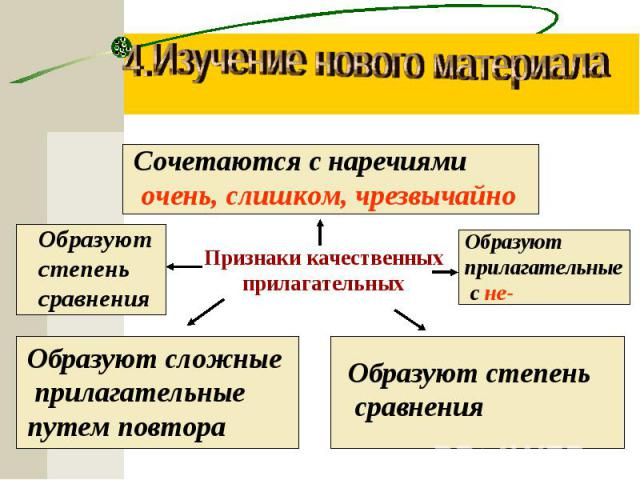 4.Изучение нового материала
Сочетаются с наречиями
очень, слишком, чрезвычайно
Образуют
степень
сравнения
Признаки качественных
прилагательных
Образуют
прилагательные
с не-
Образуют сложные
прилагательные
путем повтора
Образуют степень
сравнения